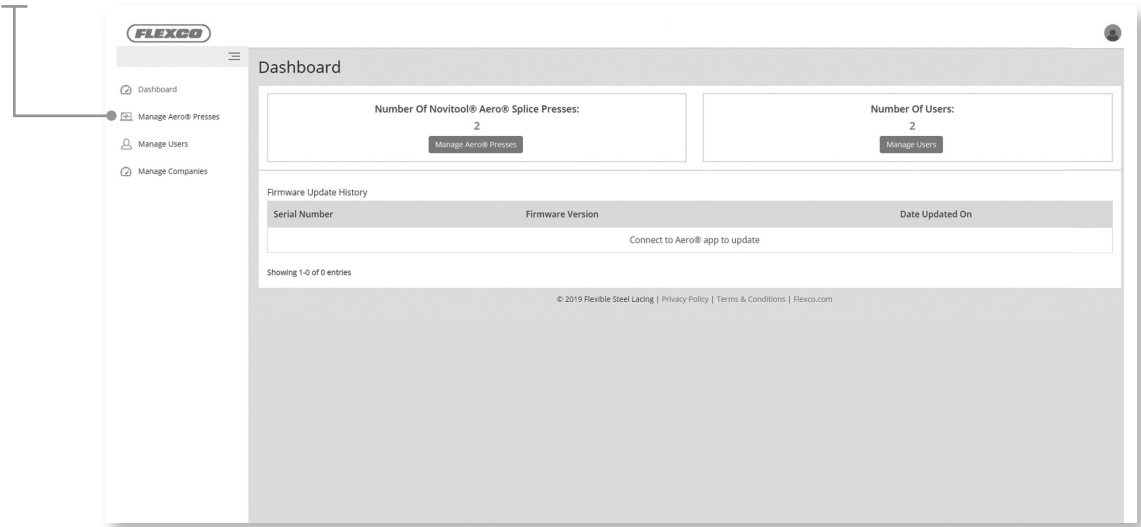 FLEXCO
Dashboard
Dashboard
Manage Aero® Presses
Manage Users
Manage Companies
Number Of Novitool® Aero® Splice Presses:
2
Manage Aero® Presses
Number Of Users:
2
Manage Users
Firmware Update History
Serial Number Firmware Version Date Updated On
Connect to Aero® app to update
Showing 1-0 of 0 entries
© 2019 Flexible Steel Lacing | Privacy Policy | Terms & Conditions | Flexco.com